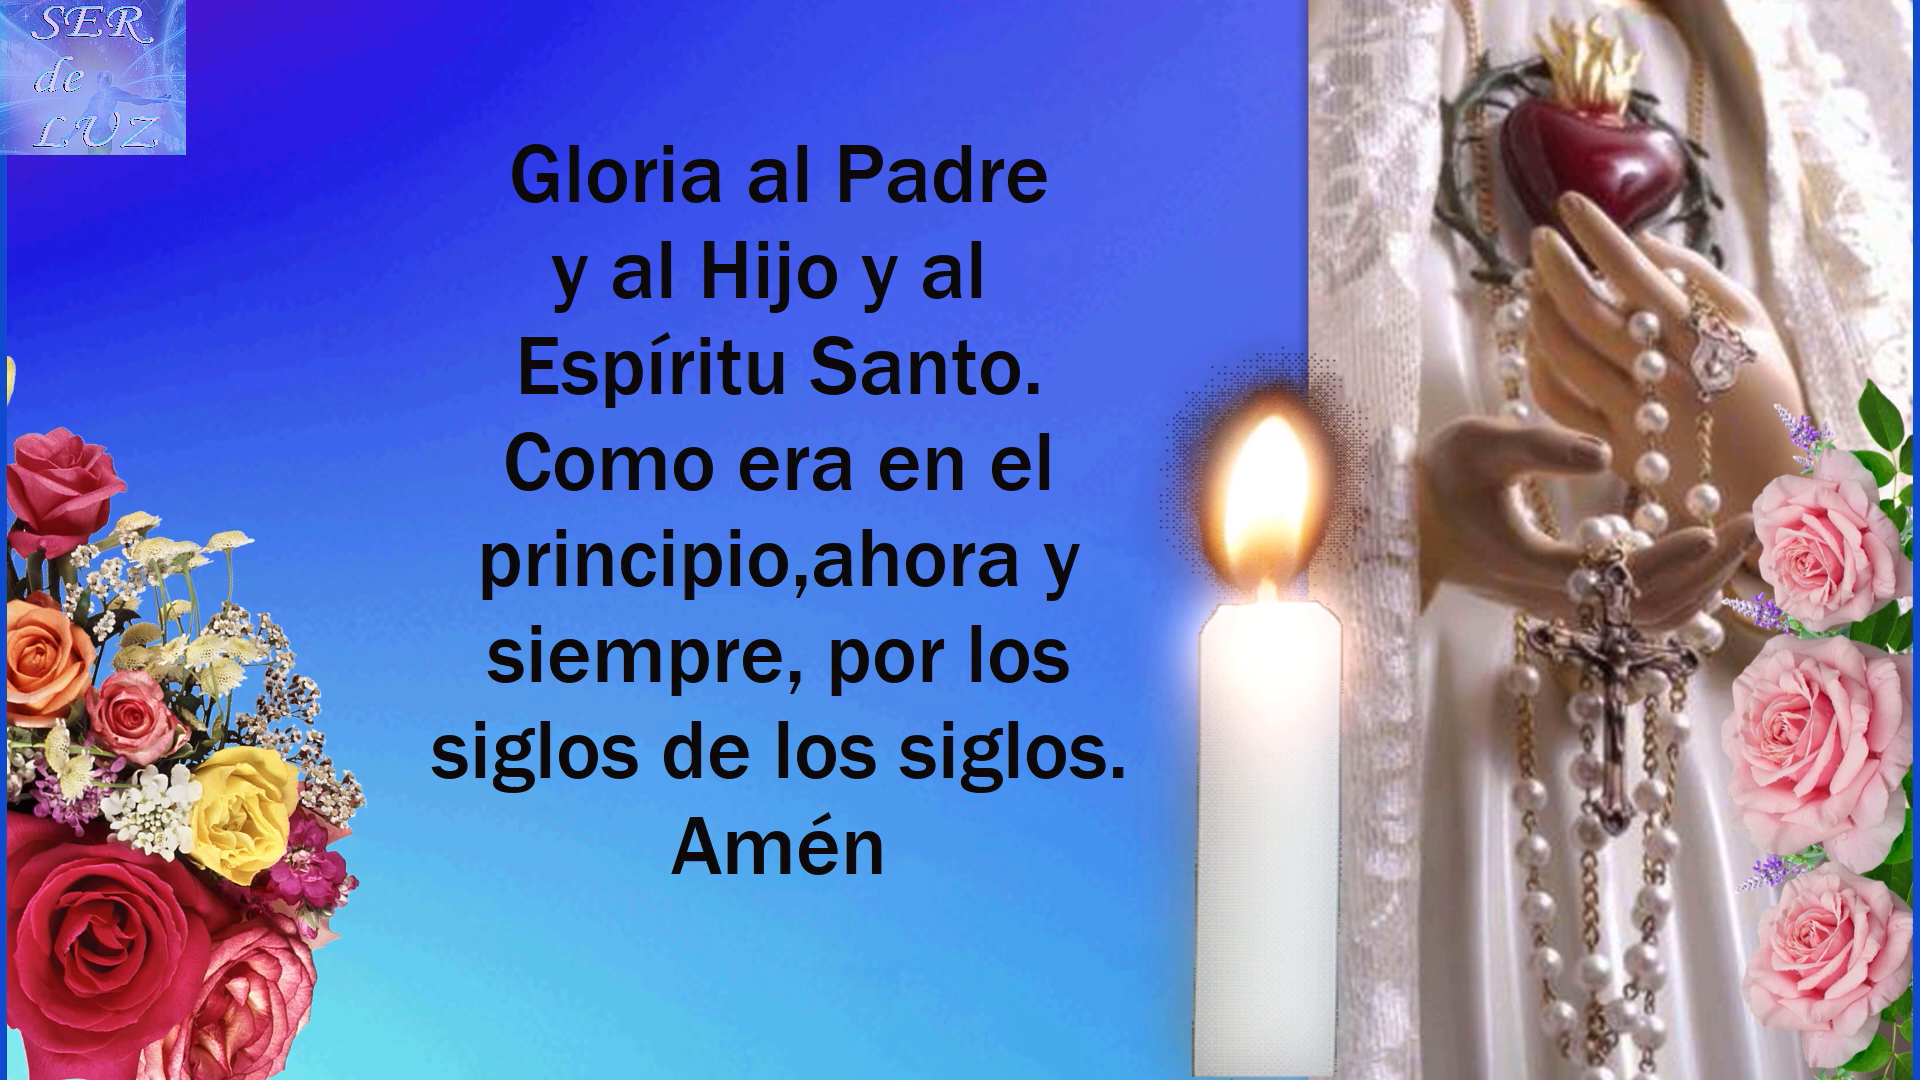 SER
de
LUZ
Gloria al Padre
y al Hijo y al
Espíritu Santo.
Como era en el
principio,ahora y
siempre, por los
siglos de los siglos.
Amén